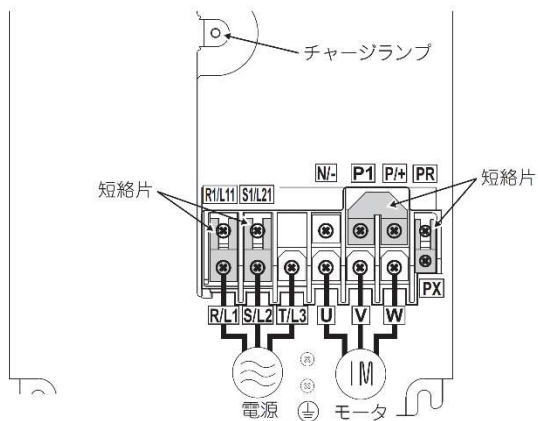 チャージランプ
N/- P1 P/+ PR
短絡片 R1/L11 S1/L21 短絡片
PX
R/L1 S/L2 T/L3 U V W
IM
電源 モータ